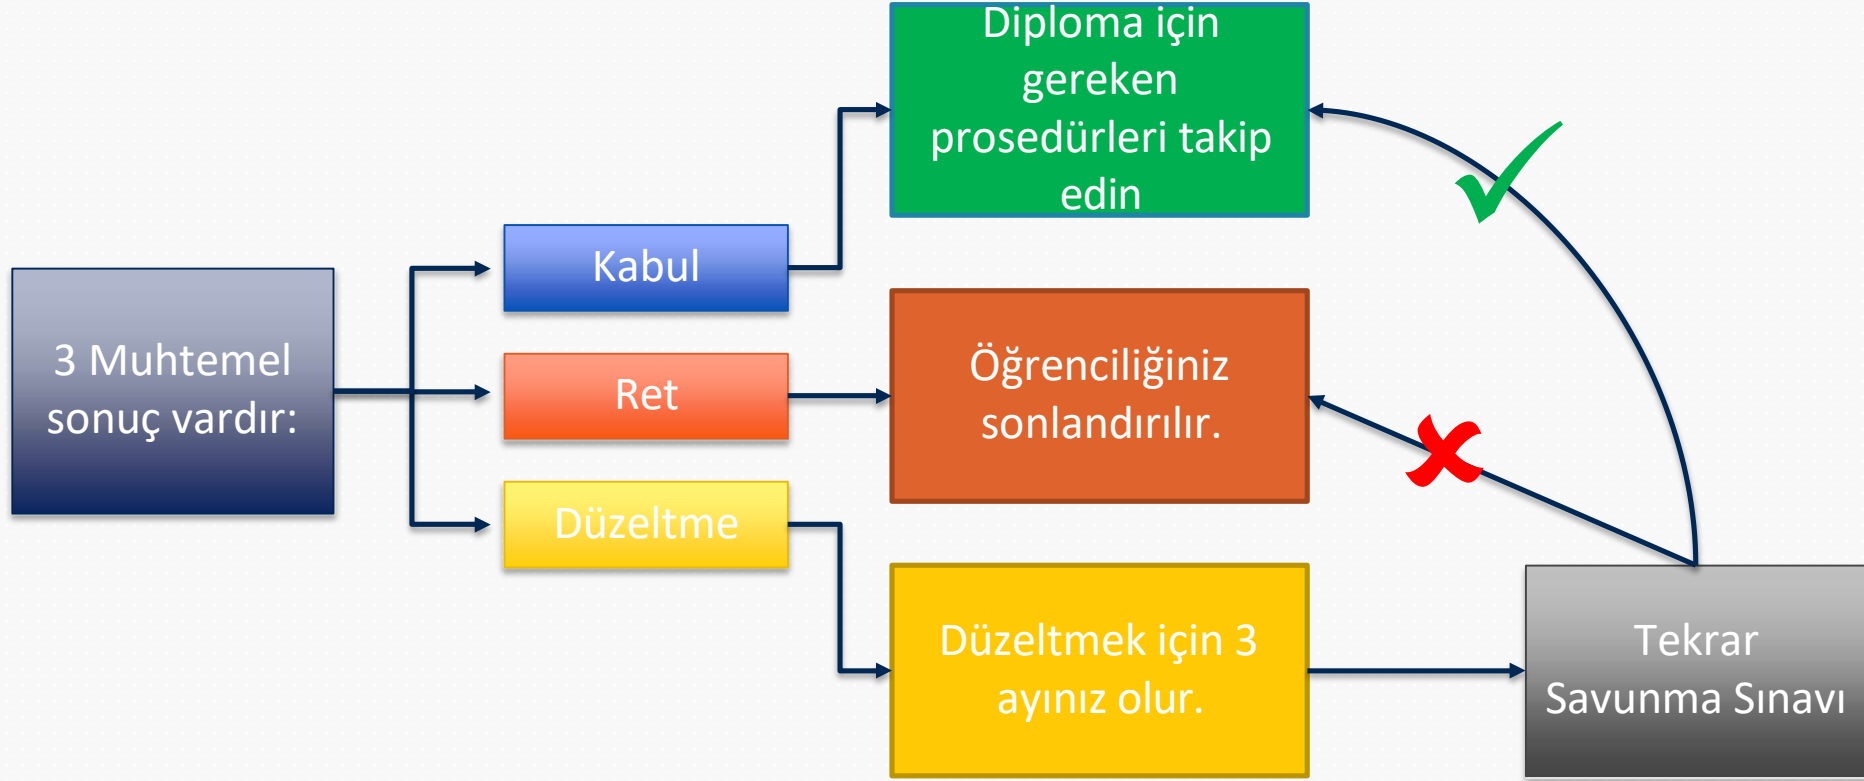 Diploma için
gereken
prosedürleri takip
edin
Kabul
3 Muhtemel
sonuç vardır:
Ret
Öğrenciliğiniz
sonlandırılır.
Düzeltme
Düzeltmek için 3
ayınız olur.
Tekrar
Savunma Sınavı